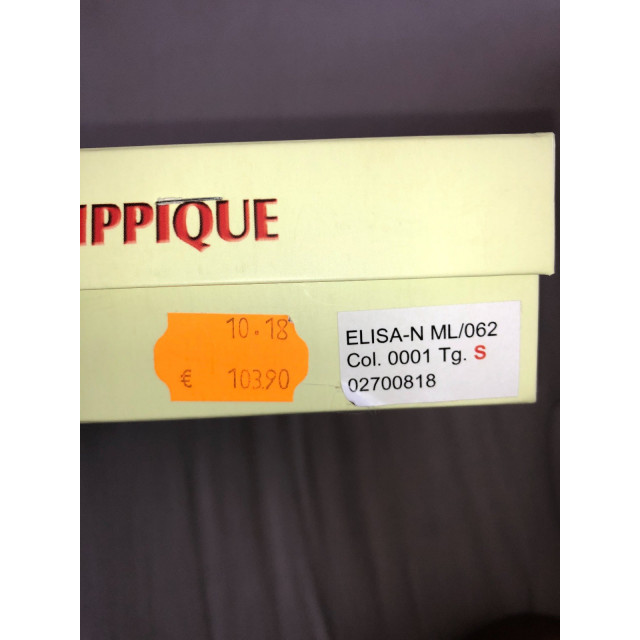 IPPIQUE
10.18
€ 103.90
ELISA-N ML/062
Col. 0001 Tg. S
02700818